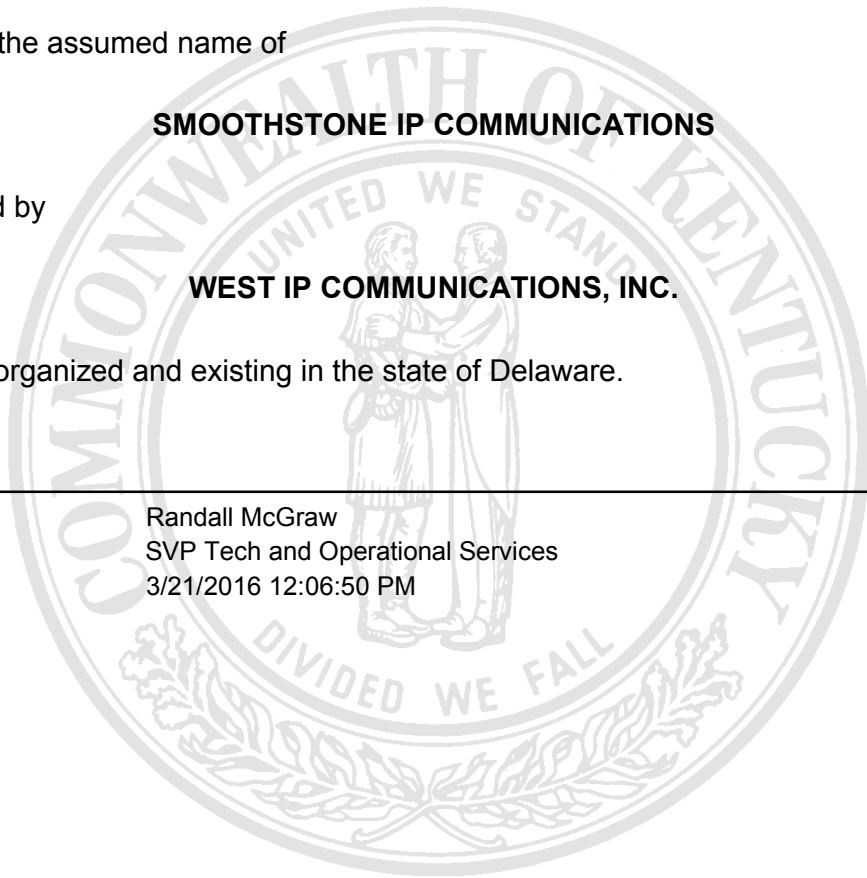 the assumed name of
SMOOTHSTONE IP COMMUNICATIONS
d by
WEST IP COMMUNICATIONS, INC.
organized and existing in the state of Delaware.
Randall McGraw
SVP Tech and Operational Services
3/21/2016 12:06:50 PM
COMMONWEALTH OF KENTUCKY
UNITED WE STAND
DIVIDED WE FALL